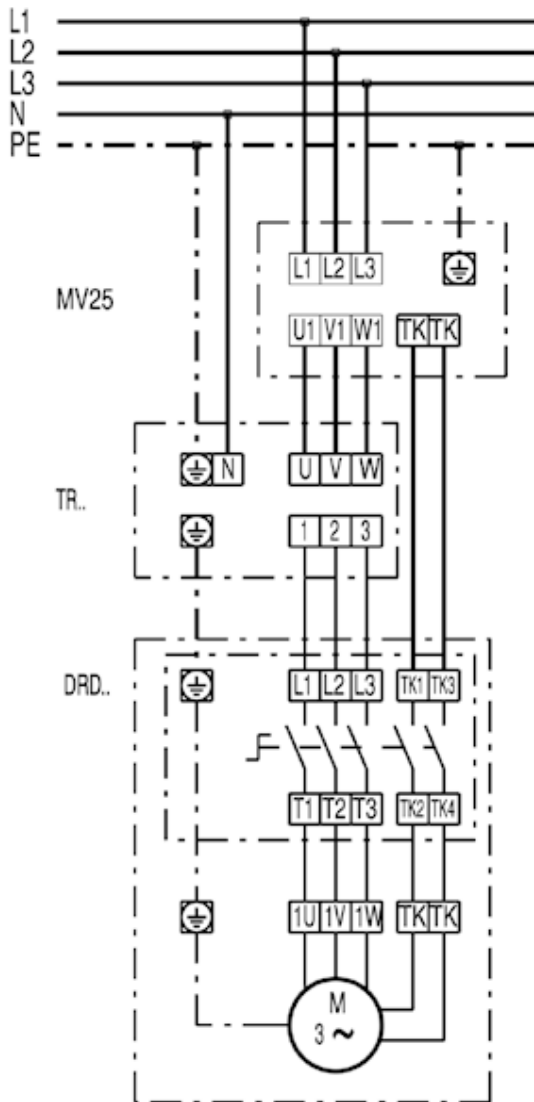 L1
L2
L3
N
PE
L1 L2 L3
MV25
U1 V1 W1 TK TK
N U V W
TR..
1 2 3
DRD..
L1 L2 L3 TK1 TK3
T1 T2 T3 TK2 TK4
1U 1V 1W TK TK
M
3 ~